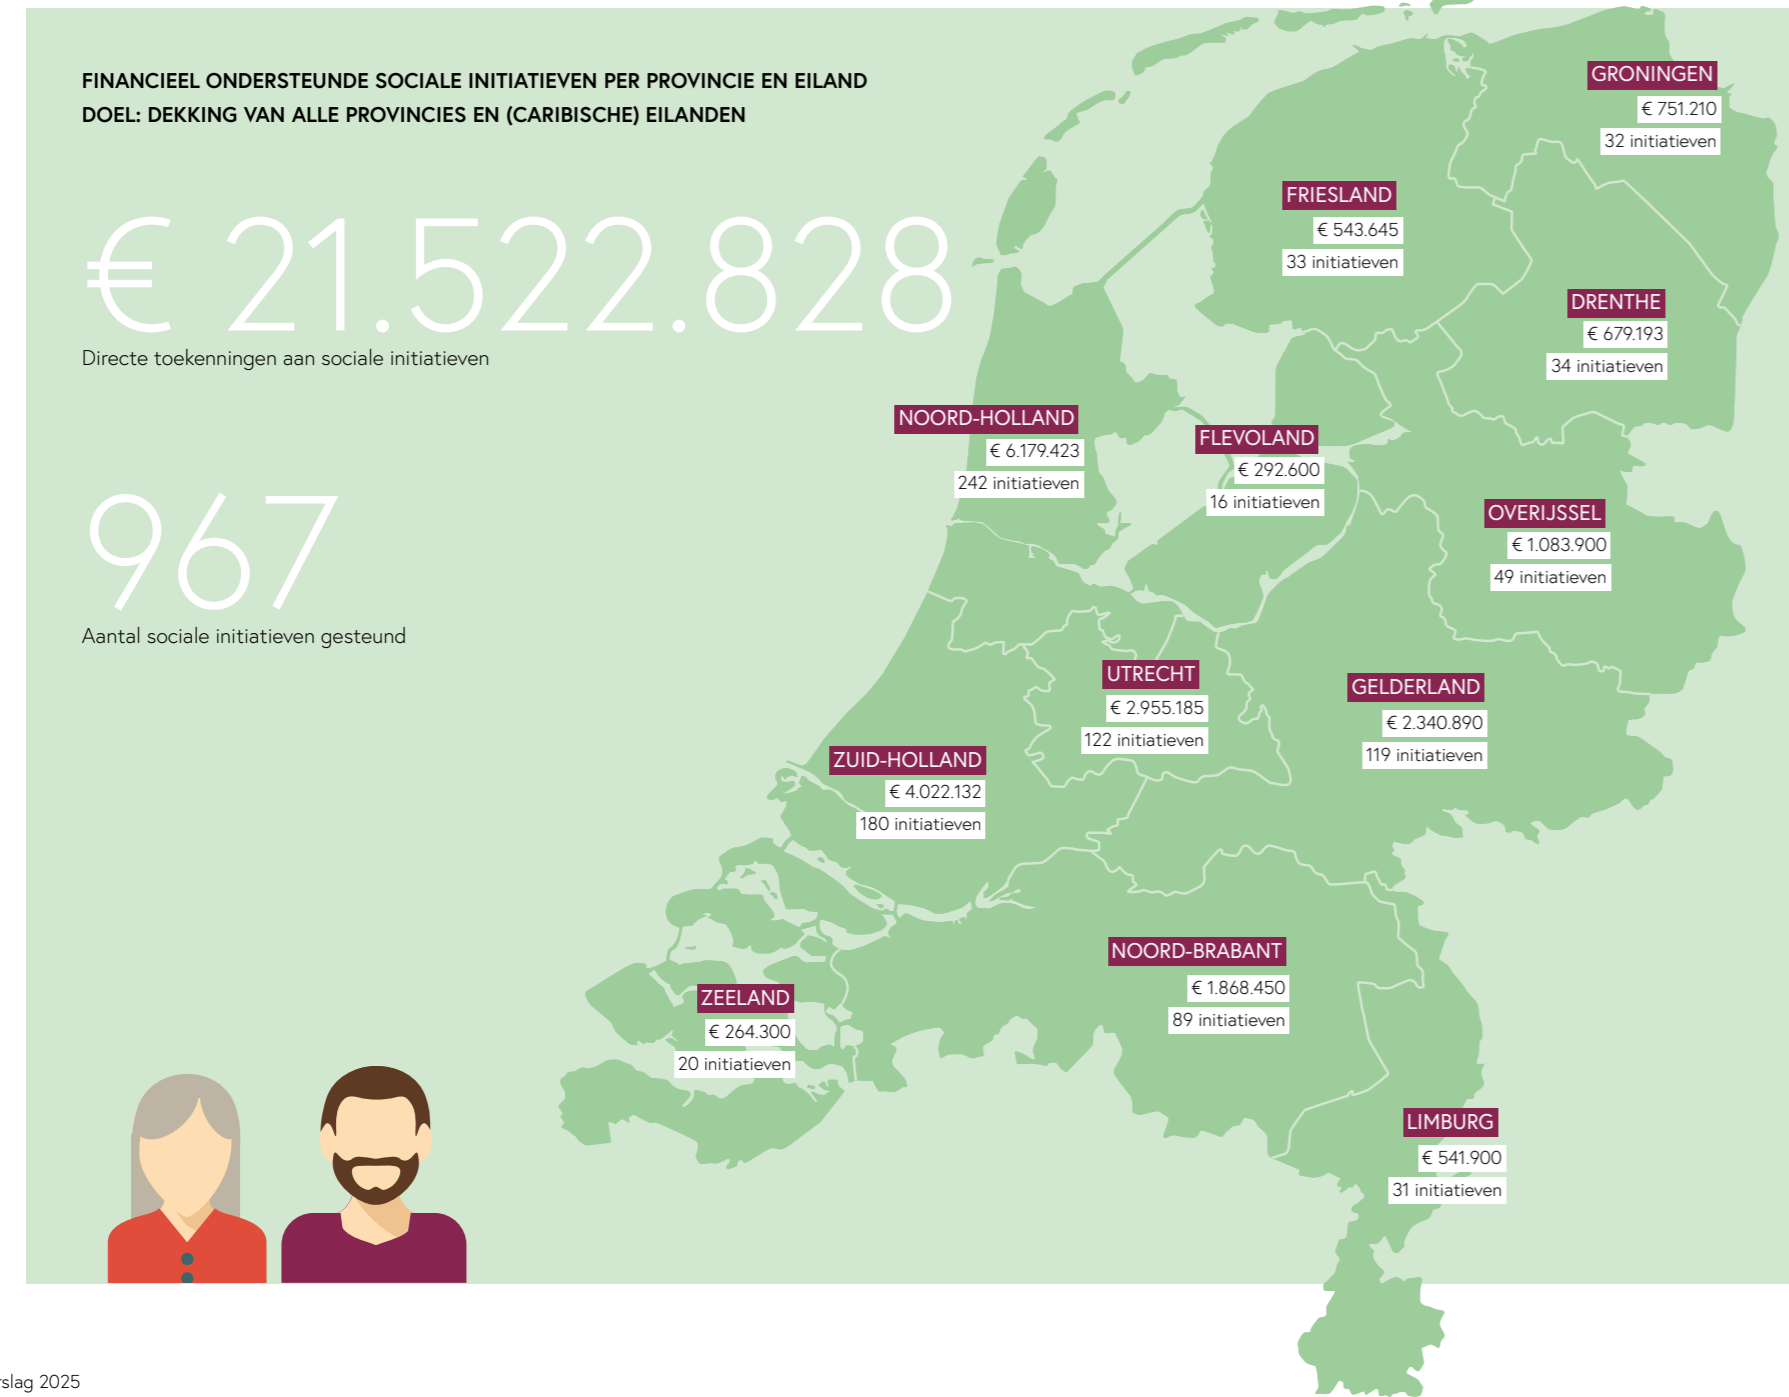 FINANCIEEL ONDERSTEUNDE SOCIALE INITIATIEVEN PER PROVINCIE EN EILAND
DOEL: DEKKING VAN ALLE PROVINCIES EN (CARIBISCHE) EILANDEN
€ 21.522.828
Directe toekenningen aan sociale initiatieven
967
Aantal sociale initiatieven gesteund
GRONINGEN
€ 751.210
32 initiatieven
FRIESLAND
€ 543.645
33 initiatieven
DRENTHE
€ 679.193
34 initiatieven
NOORD-HOLLAND
€ 6.179.423
242 initiatieven
FLEVOLAND
€ 292.600
16 initiatieven
OVERIJSSEL
€ 1.083.900
49 initiatieven
UTRECHT
€ 2.955.185
122 initiatieven
GELDERLAND
€ 2.340.890
119 initiatieven
ZUID-HOLLAND
€ 4.022.132
180 initiatieven
NOORD-BRABANT
€ 1.868.450
89 initiatieven
ZEELAND
€ 264.300
20 initiatieven
LIMBURG
€ 541.900
31 initiatieven
rslag 2025